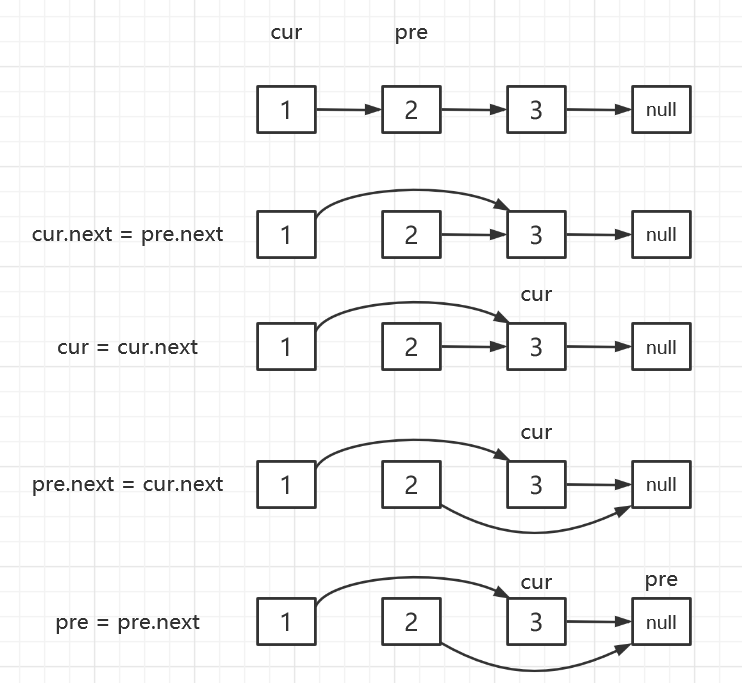 cur pre
1 2 3 null
cur.next = pre.next 1 2 3 null
cur
cur = cur.next 1 2 3 null
cur
pre.next = cur.next 1 2 3 null
cur pre
pre = pre.next 1 2 3 null